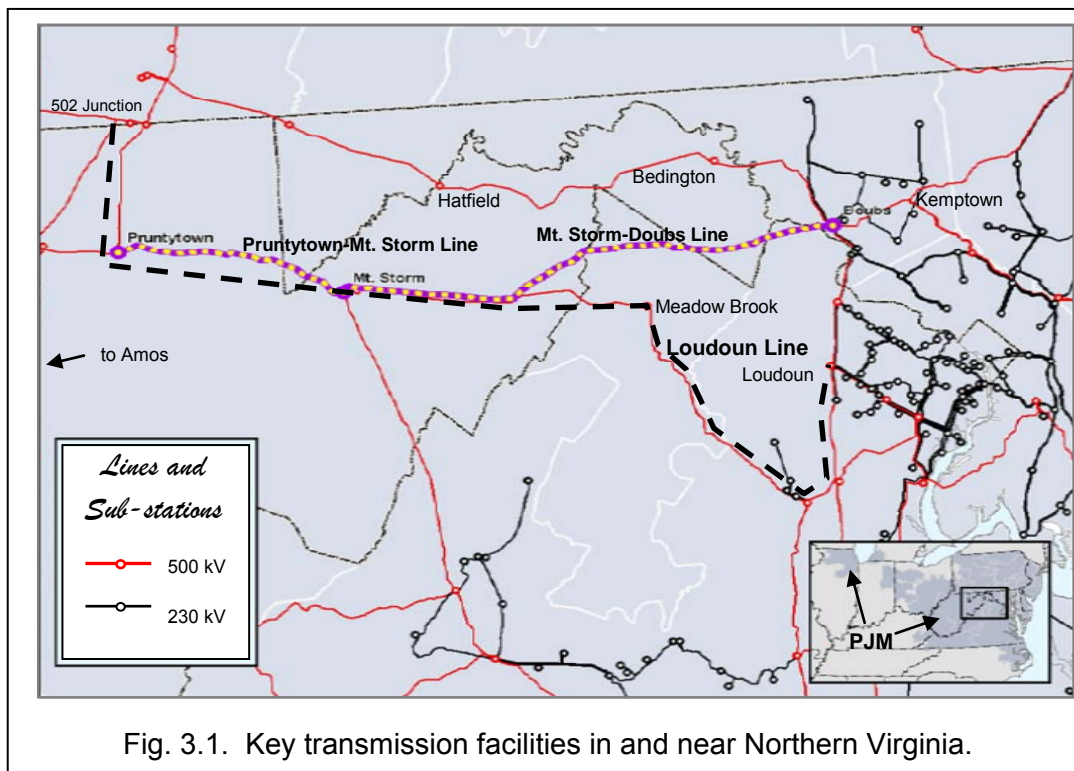 502 Junction
Hatfield
Bedington
Kemptown
Doubs
Pruntytown
Pruntytown-Mt. Storm Line
Mt. Storm-Doubs Line
Mt. Storm
Meadow Brook
to Amos
Loudoun Line
Loudoun
Lines and
Sub-stations
500 kV
230 kV
PJM
Fig. 3.1. Key transmission facilities in and near Northern Virginia.